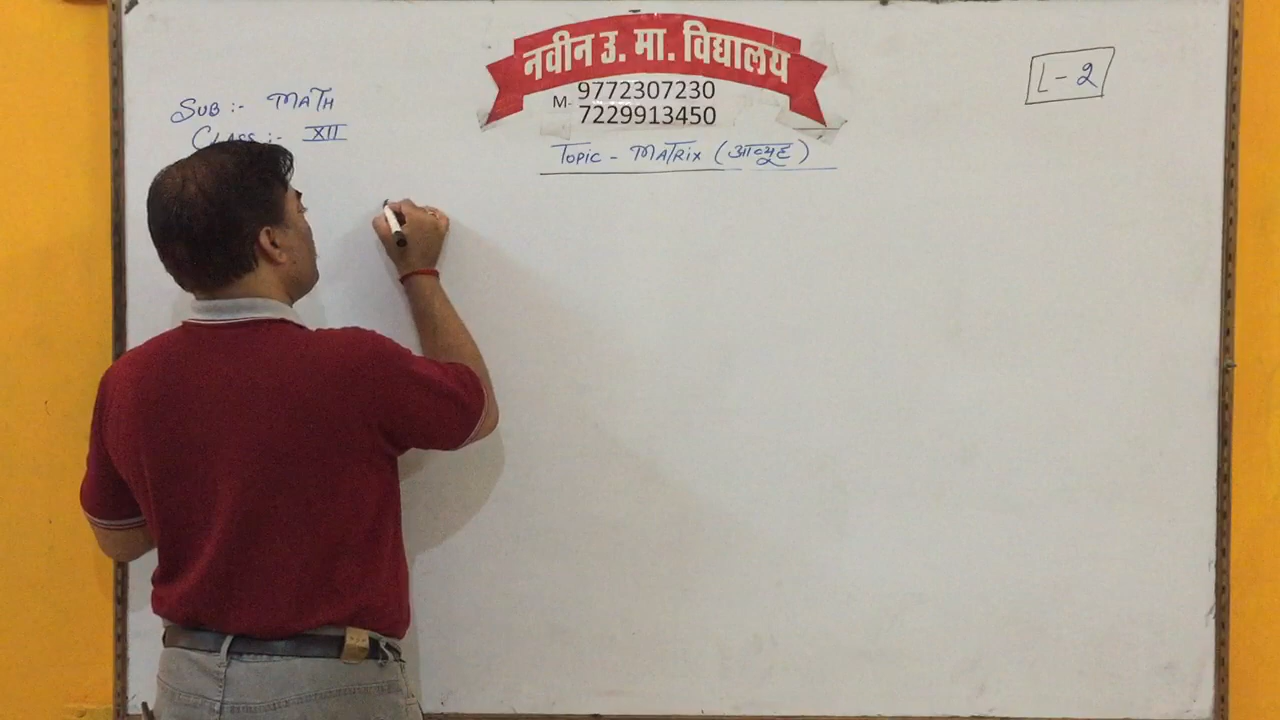 नवीन उ. मा. विद्यालय
M- 9772307230
7229913450
L-2
SUB :- MATH
CLASS :- XII
TOPIC - MATRIX (आव्यूह)